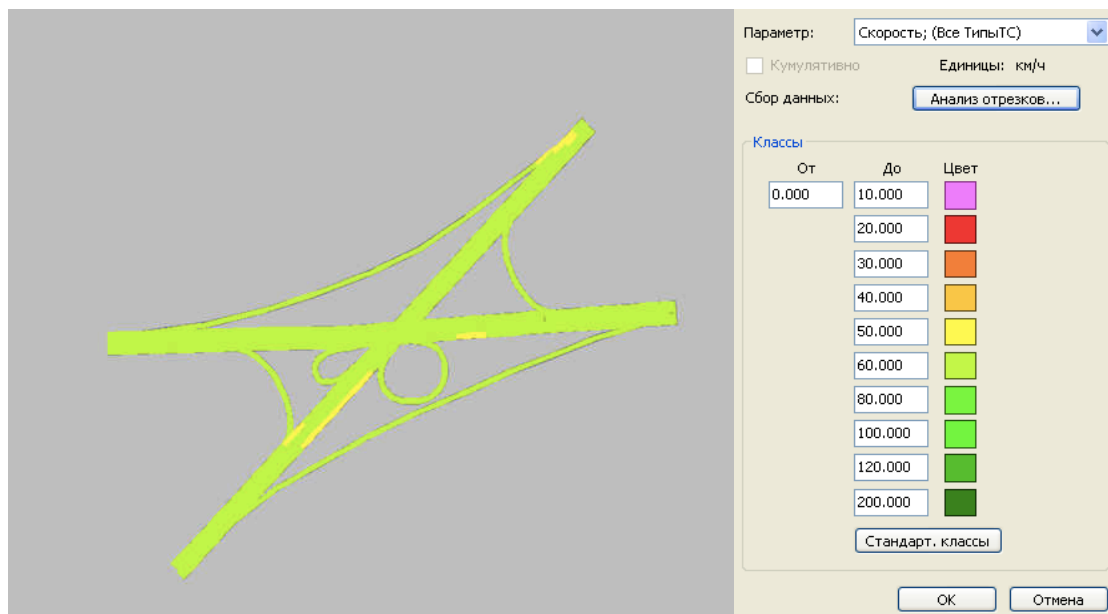 Параметр: Скорость; (Все ТипыТС)
Кумулятивно Единицы: км/ч
Сбор данных: Анализ отрезков...
Классы
От До Цвет
0.000 10.000
20.000
30.000
40.000
50.000
60.000
80.000
100.000
120.000
200.000
Стандарт. классы
OK Отмена